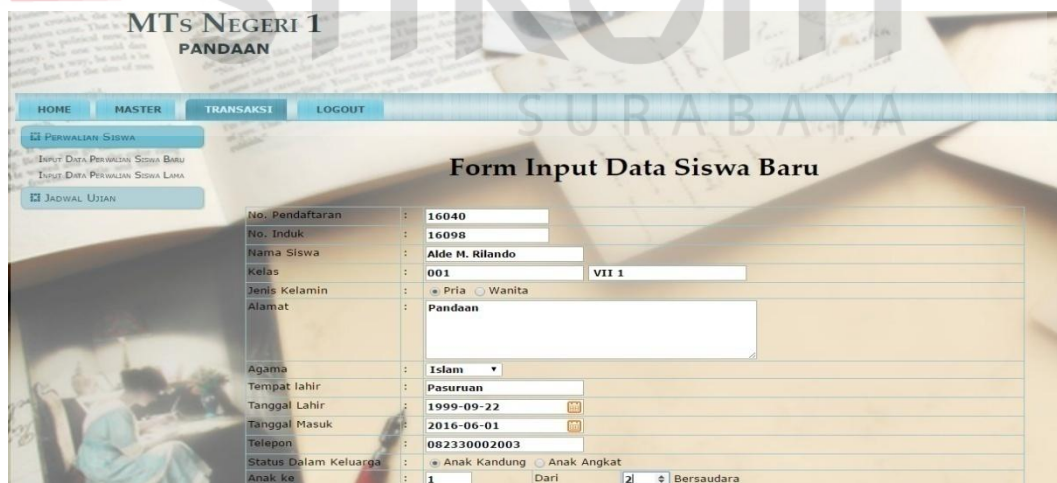 MTs NEGERI 1
PANDAAN
SURABAYA
HOME MASTER TRANSAKSI LOGOUT
PERWALIAN SISWA
INPUT DATA PERWALIAN SISWA BARU
INPUT DATA PERWALIAN SISWA LAMA
JADWAL UJIAN
Form Input Data Siswa Baru
No. Pendaftaran : 16040
No. Induk : 16098
Nama Siswa : Alde M. Rilando
Kelas : 001 VII 1
Jenis Kelamin : Pria Wanita
Alamat : Pandaan
Agama : Islam
Tempat lahir : Pasuruan
Tanggal Lahir : 1999-09-22
Tanggal Masuk : 2016-06-01
Telepon : 082330002003
Status Dalam Keluarga : Anak Kandung Anak Angkat
Anak ke : 1 Dari 2 Bersaudara